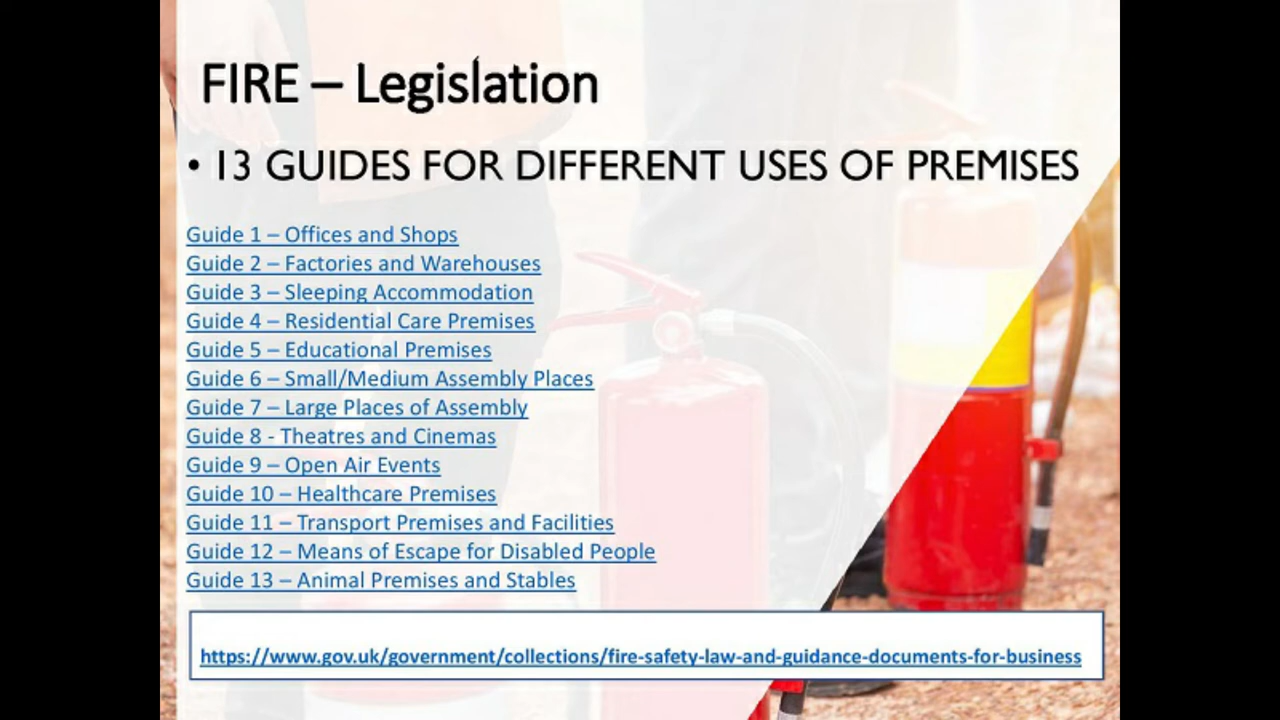 FIRE – Legislation
• 13 GUIDES FOR DIFFERENT USES OF PREMISES
Guide 1 – Offices and Shops
Guide 2 – Factories and Warehouses
Guide 3 – Sleeping Accommodation
Guide 4 – Residential Care Premises
Guide 5 – Educational Premises
Guide 6 – Small/Medium Assembly Places
Guide 7 – Large Places of Assembly
Guide 8 - Theatres and Cinemas
Guide 9 – Open Air Events
Guide 10 – Healthcare Premises
Guide 11 – Transport Premises and Facilities
Guide 12 – Means of Escape for Disabled People
Guide 13 – Animal Premises and Stables
https://www.gov.uk/government/collections/fire-safety-law-and-guidance-documents-for-business